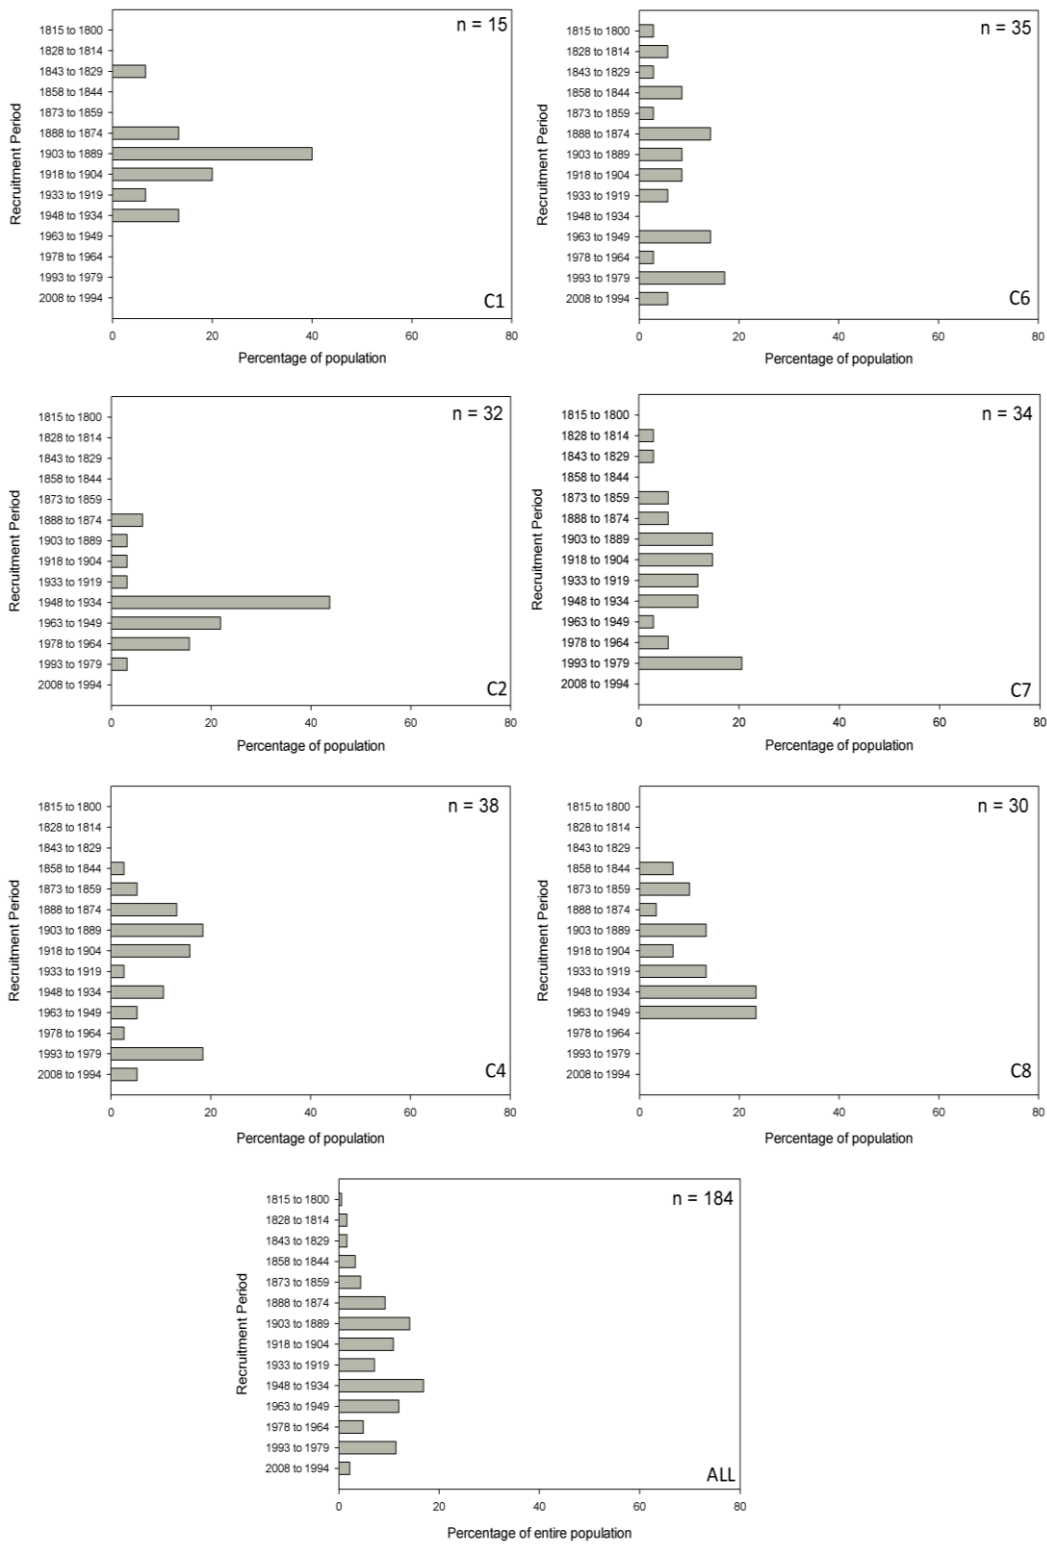 n = 15
Recruitment Period
1815 to 1800
1828 to 1814
1843 to 1829
1858 to 1844
1873 to 1859
1888 to 1874
1903 to 1889
1918 to 1904
1933 to 1919
1948 to 1934
1963 to 1949
1978 to 1964
1993 to 1979
2008 to 1994
C1
0 20 40 60 80
Percentage of population
n = 35
Recruitment Period
1815 to 1800
1828 to 1814
1843 to 1829
1858 to 1844
1873 to 1859
1888 to 1874
1903 to 1889
1918 to 1904
1933 to 1919
1948 to 1934
1963 to 1949
1978 to 1964
1993 to 1979
2008 to 1994
C6
0 20 40 60 80
Percentage of population
n = 32
Recruitment Period
1815 to 1800
1828 to 1814
1843 to 1829
1858 to 1844
1873 to 1859
1888 to 1874
1903 to 1889
1918 to 1904
1933 to 1919
1948 to 1934
1963 to 1949
1978 to 1964
1993 to 1979
2008 to 1994
C2
0 20 40 60 80
Percentage of population
n = 34
Recruitment Period
1815 to 1800
1828 to 1814
1843 to 1829
1858 to 1844
1873 to 1859
1888 to 1874
1903 to 1889
1918 to 1904
1933 to 1919
1948 to 1934
1963 to 1949
1978 to 1964
1993 to 1979
2008 to 1994
C7
0 20 40 60 80
Percentage of population
n = 38
Recruitment Period
1815 to 1800
1828 to 1814
1843 to 1829
1858 to 1844
1873 to 1859
1888 to 1874
1903 to 1889
1918 to 1904
1933 to 1919
1948 to 1934
1963 to 1949
1978 to 1964
1993 to 1979
2008 to 1994
C4
0 20 40 60 80
Percentage of population
n = 30
Recruitment Period
1815 to 1800
1828 to 1814
1843 to 1829
1858 to 1844
1873 to 1859
1888 to 1874
1903 to 1889
1918 to 1904
1933 to 1919
1948 to 1934
1963 to 1949
1978 to 1964
1993 to 1979
2008 to 1994
C8
0 20 40 60 80
Percentage of population
n = 184
Recruitment Period
1815 to 1800
1828 to 1814
1843 to 1829
1858 to 1844
1873 to 1859
1888 to 1874
1903 to 1889
1918 to 1904
1933 to 1919
1948 to 1934
1963 to 1949
1978 to 1964
1993 to 1979
2008 to 1994
ALL
0 20 40 60 80
Percentage of entire population